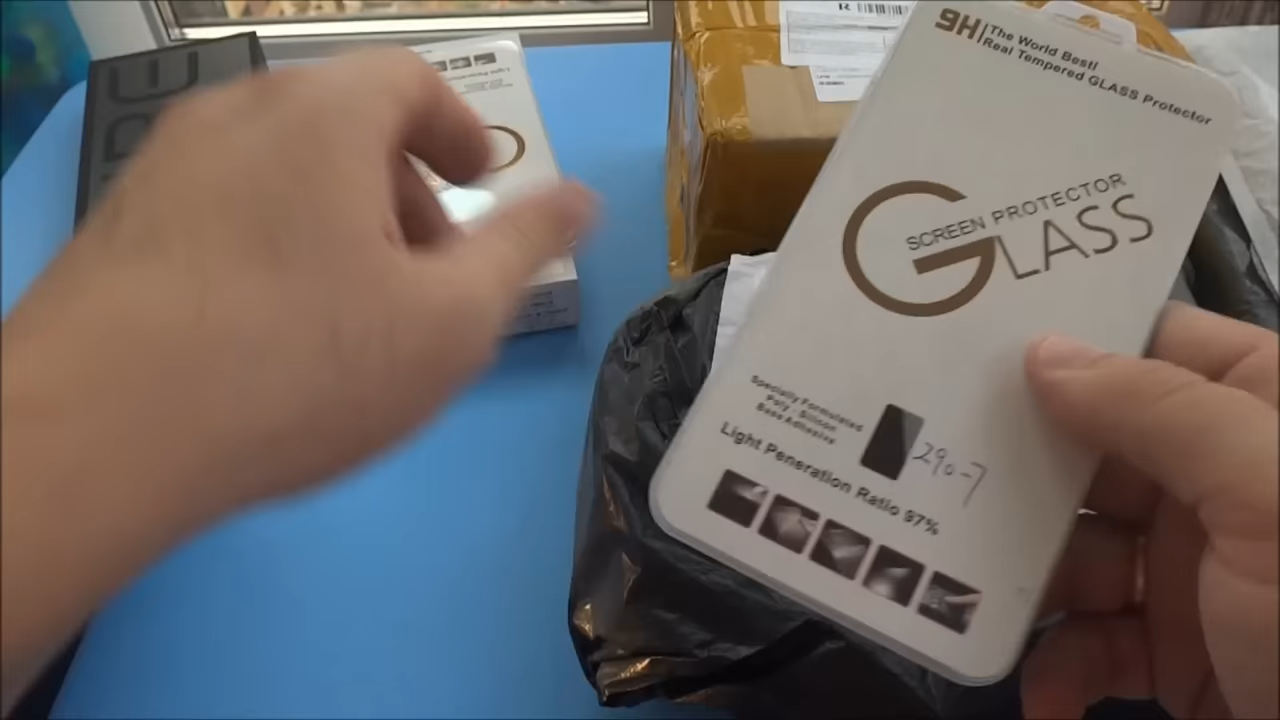 9H
The World Best!
Real Tempered GLASS Protector
SCREEN PROTECTOR
GLASS
Specially Formulated
Poly - Silicon
Base Adhesive
290-7
Light Peneration Ratio 97%